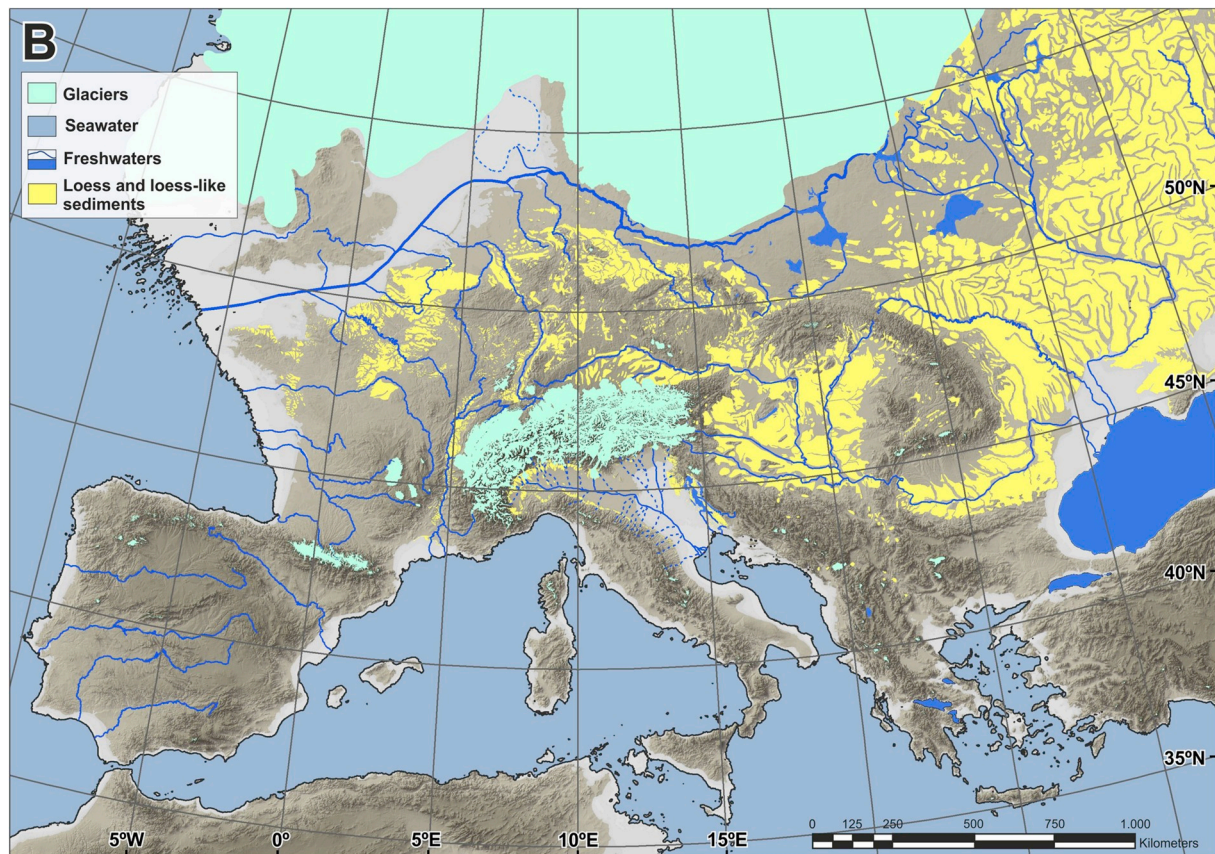 B
Glaciers
Seawater
Freshwaters
Loess and loess-like
sediments
50ºN
45ºN
40ºN
35ºN
5ºW
0º
5ºE
10ºE
15ºE
0 125 250 500 750 1.000
Kilometers